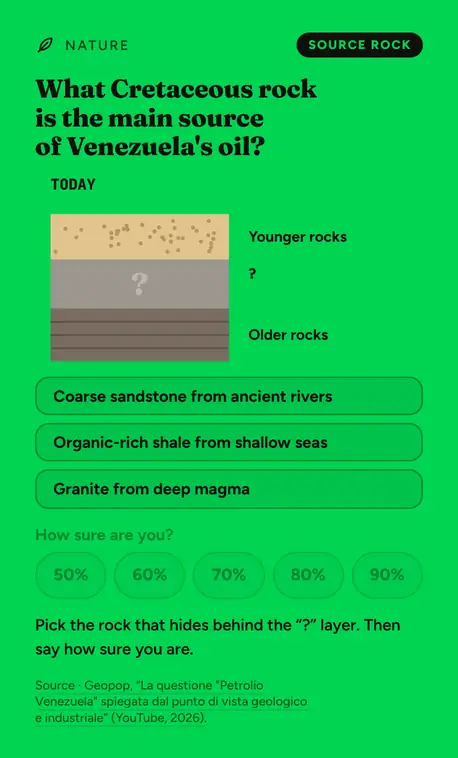 NATURE
SOURCE ROCK
What Cretaceous rock
is the main source
of Venezuela's oil?
TODAY
Younger rocks
?
?
Older rocks
Coarse sandstone from ancient rivers
Organic-rich shale from shallow seas
Granite from deep magma
How sure are you?
50%
60%
70%
80%
90%
Pick the rock that hides behind the “?” layer. Then
say how sure you are.
Source · Geopop, “La questione "Petrolio
Venezuela" spiegata dal punto di vista geologico
e industriale” (YouTube, 2026).